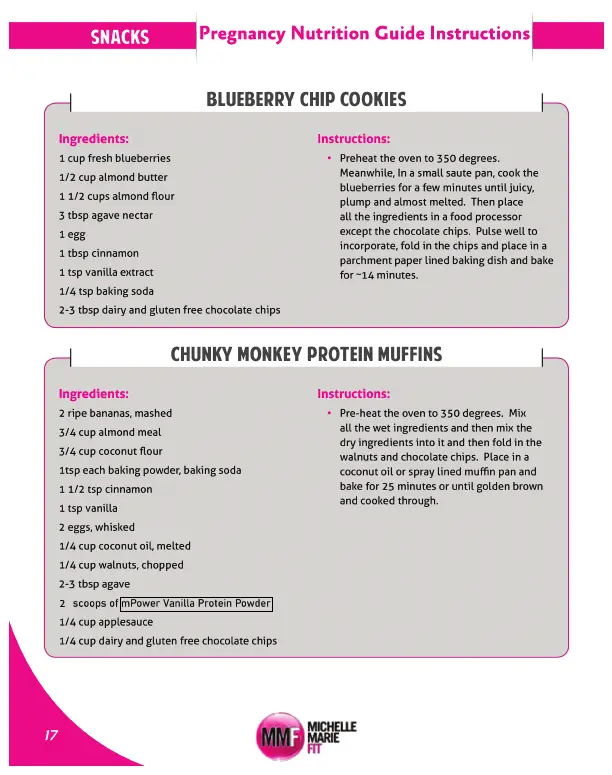 SNACKS
Pregnancy Nutrition Guide Instructions
BLUEBERRY CHIP COOKIES
Ingredients:
1 cup fresh blueberries
1/2 cup almond butter
1 1/2 cups almond flour
3 tbsp agave nectar
1 egg
1 tbsp cinnamon
1 tsp vanilla extract
1/4 tsp baking soda
2-3 tbsp dairy and gluten free chocolate chips
Instructions:
• Preheat the oven to 350 degrees.
Meanwhile, In a small saute pan, cook the
blueberries for a few minutes until juicy,
plump and almost melted. Then place
all the ingredients in a food processor
except the chocolate chips. Pulse well to
incorporate, fold in the chips and place in a
parchment paper lined baking dish and bake
for ~14 minutes.
CHUNKY MONKEY PROTEIN MUFFINS
Ingredients:
2 ripe bananas, mashed
3/4 cup almond meal
3/4 cup coconut flour
1tsp each baking powder, baking soda
1 1/2 tsp cinnamon
1 tsp vanilla
2 eggs, whisked
1/4 cup coconut oil, melted
1/4 cup walnuts, chopped
2-3 tbsp agave
2 scoops of mPower Vanilla Protein Powder
1/4 cup applesauce
1/4 cup dairy and gluten free chocolate chips
Instructions:
• Pre-heat the oven to 350 degrees. Mix
all the wet ingredients and then mix the
dry ingredients into it and then fold in the
walnuts and chocolate chips. Place in a
coconut oil or spray lined muffin pan and
bake for 25 minutes or until golden brown
and cooked through.
17
MMF
MICHELLE
MARIE
FIT